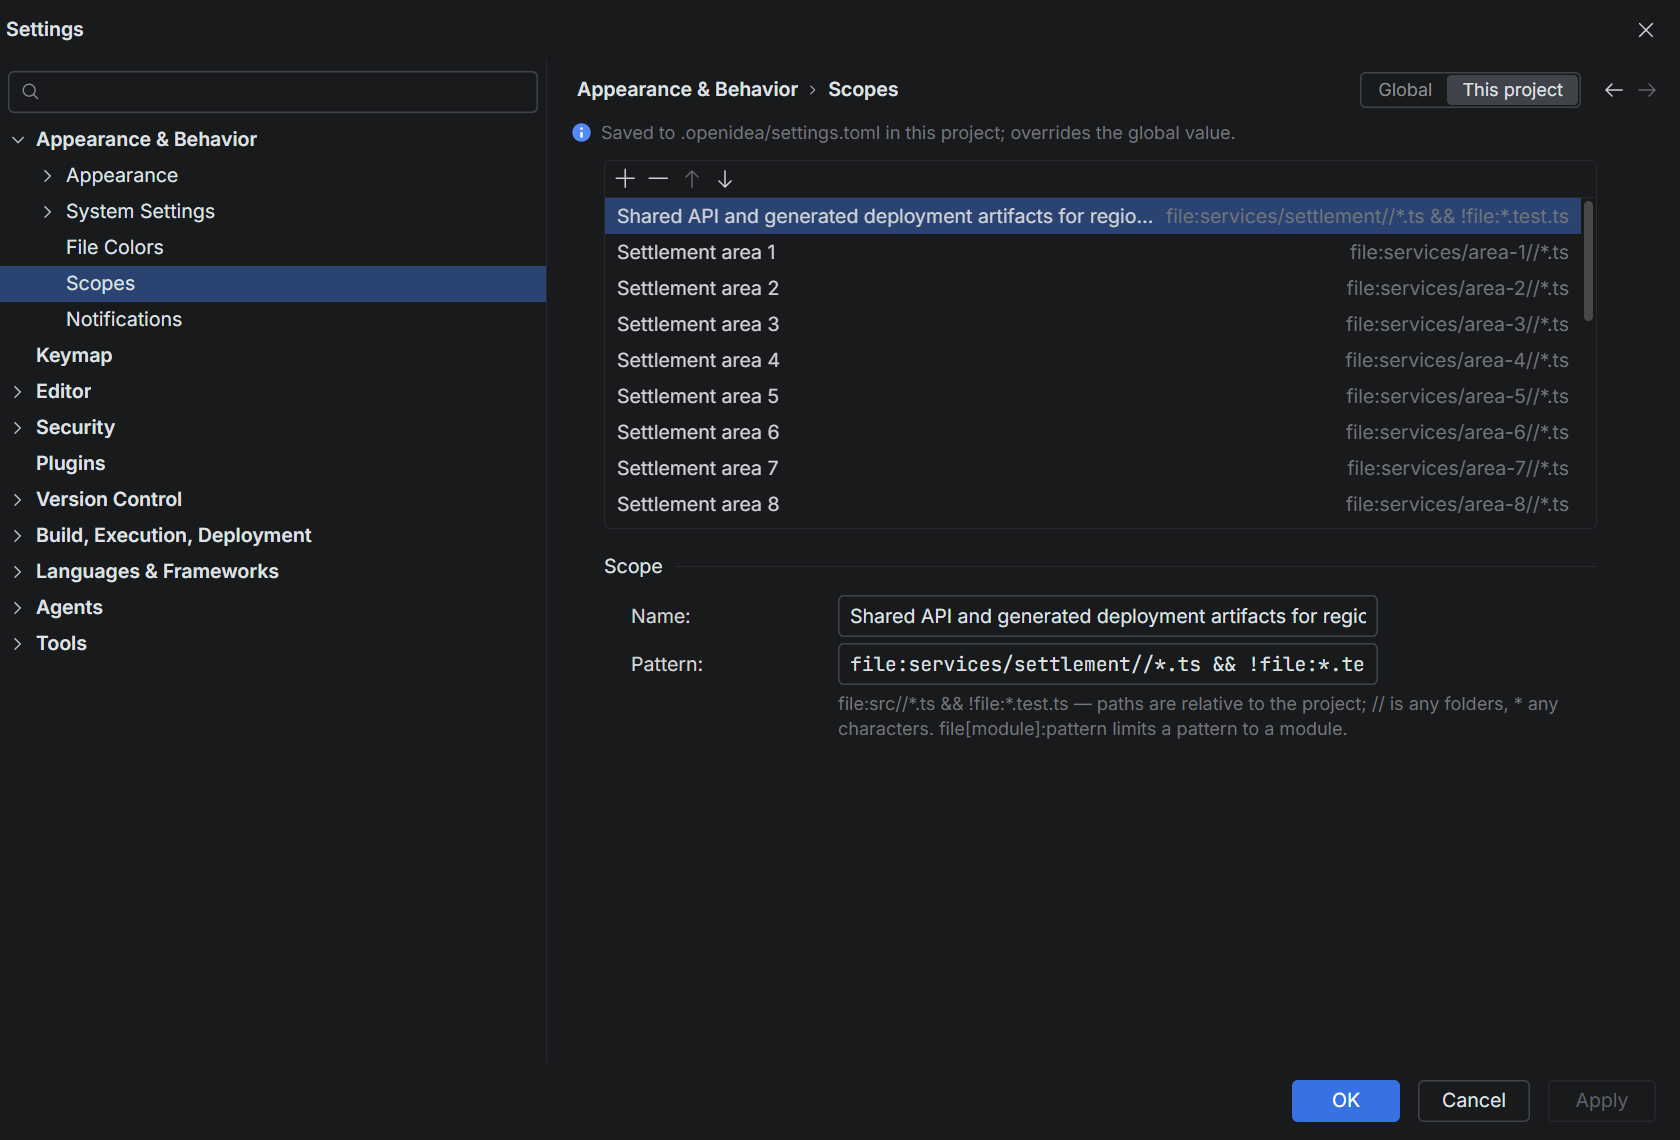 Settings
Appearance & Behavior › Scopes
Global
This project
Saved to .openidea/settings.toml in this project; overrides the global value.
Appearance & Behavior
Appearance
System Settings
File Colors
Scopes
Notifications
Keymap
Editor
Security
Plugins
Version Control
Build, Execution, Deployment
Languages & Frameworks
Agents
Tools
Shared API and generated deployment artifacts for regio... file:services/settlement//*.ts && !file:*.test.ts
Settlement area 1 file:services/area-1//*.ts
Settlement area 2 file:services/area-2//*.ts
Settlement area 3 file:services/area-3//*.ts
Settlement area 4 file:services/area-4//*.ts
Settlement area 5 file:services/area-5//*.ts
Settlement area 6 file:services/area-6//*.ts
Settlement area 7 file:services/area-7//*.ts
Settlement area 8 file:services/area-8//*.ts
Scope
Name: Shared API and generated deployment artifacts for regic
Pattern: file:services/settlement//*.ts && !file:*.te
file:src//*.ts && !file:*.test.ts — paths are relative to the project; // is any folders, * any
characters. file[module]:pattern limits a pattern to a module.
OK
Cancel
Apply